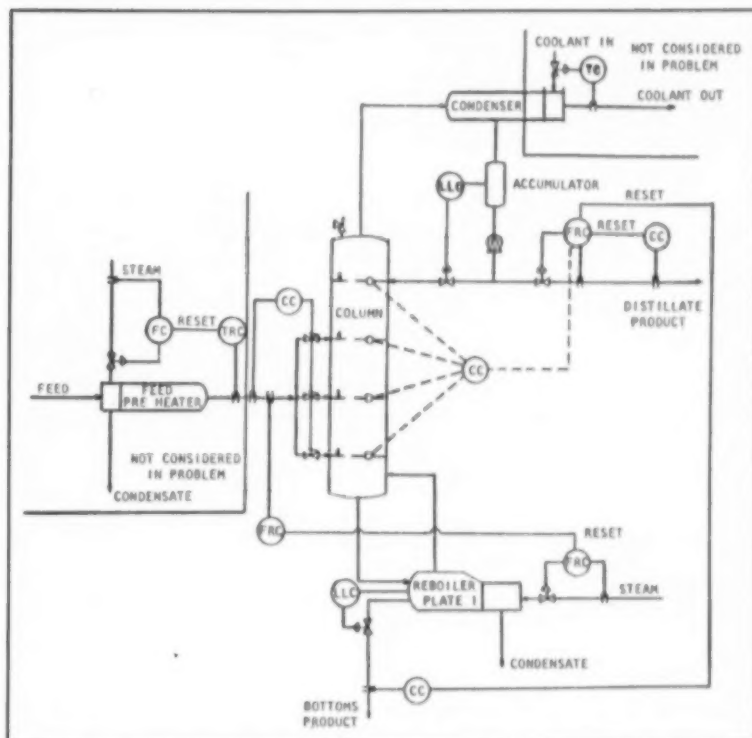 COOLANT IN
NOT CONSIDERED
IN PROBLEM
TC
CONDENSER
COOLANT OUT
LLC
ACCUMULATOR
RESET
FRC
RESET
CC
STEAM
CC
COLUMN
DISTILLATE
PRODUCT
FC
RESET
TRC
CC
FEED
FEED
PRE HEATER
NOT CONSIDERED
IN PROBLEM
CONDENSATE
FRC
RESET
FRC
LLC
REBOILER
PLATE 1
STEAM
CONDENSATE
CC
BOTTOMS
PRODUCT